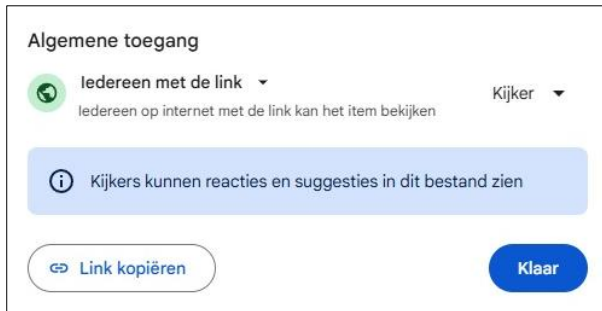 Algemene toegang
Iedereen met de link
Kijker
Iedereen op internet met de link kan het item bekijken
Kijkers kunnen reacties en suggesties in dit bestand zien
Link kopiëren
Klaar